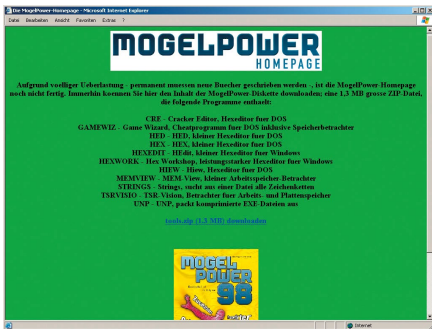 Die MogelPower-Homepage - Microsoft Internet Explorer
Datei Bearbeiten Ansicht Favoriten Extras ?
MOGELPOWER
HOMEPAGE
Aufgrund voelliger Ueberlastung - permanent muessen neue Buecher geschrieben werden -, ist die MogelPower-Homepage
noch nicht fertig. Immerhin koennen Sie hier den Inhalt der MogelPower-Diskette downloaden; eine 1,3 MB grosse ZIP-Datei,
die folgende Programme enthaelt:
CRE - Cracker Editor, Hexeditor fuer DOS
GAMEWIZ - Game Wizard, Cheatprogramm fuer DOS inklusive Speicherbetrachter
HED - HED, kleiner Hexeditor fuer DOS
HEX - HEX, kleiner Hexeditor fuer DOS
HEXEDIT - HEdit, kleiner Hexeditor fuer Windows
HEXWORK - Hex Workshop, leistungsstarker Hexeditor fuer Windows
HIEW - Hiew, Hexeditor fuer DOS
MEMVIEW - MEM-View, kleiner Arbeitsspeicher-Betrachter
STRINGS - Strings, sucht aus einer Datei alle Zeichenketten
TSRVISIO - TSR-Vision, Betrachter fuer Arbeits- und Plattenspeicher
UNP - UNP, packt komprimierte EXE-Dateien aus
tools.zip (1,3 MB) downloaden
MOGEL
POWER
98
Internet